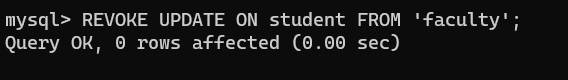 mysql> REVOKE UPDATE ON student FROM 'faculty';
Query OK, 0 rows affected (0.00 sec)